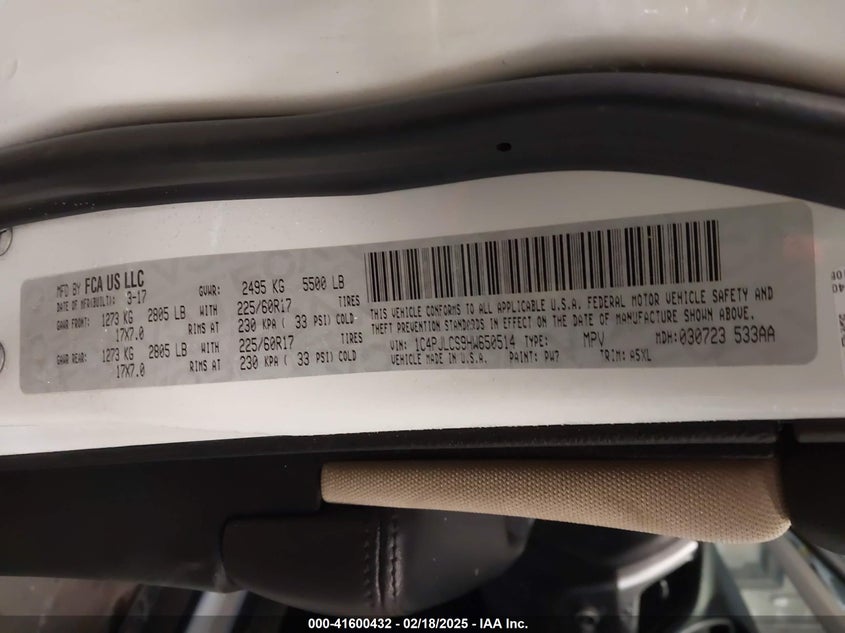 MFD BY FCA US LLC
DATE OF MFR(BUILT): 3-17 GVWR: 2495 KG 5500 LB
GAWR FRONT: 1273 KG 2805 LB WITH 225/60R17 TIRES
17X7.0 RIMS AT 230 KPA ( 33 PSI) COLD
GAWR REAR: 1273 KG 2805 LB WITH 225/60R17 TIRES
17X7.0 RIMS AT 230 KPA ( 33 PSI) COLD
THIS VEHICLE CONFORMS TO ALL APPLICABLE U.S.A. FEDERAL MOTOR VEHICLE SAFETY AND
THEFT PREVENTION STANDARDS IN EFFECT ON THE DATE OF MANUFACTURE SHOWN ABOVE.
VIN: 1C4PJLCS9HW650514 TYPE: MPV MDH: 030723 533AA
VEHICLE MADE IN U.S.A. PAINT: PW7 TRIM: A5XL
000-41600432 - 02/18/2025 - IAA Inc.